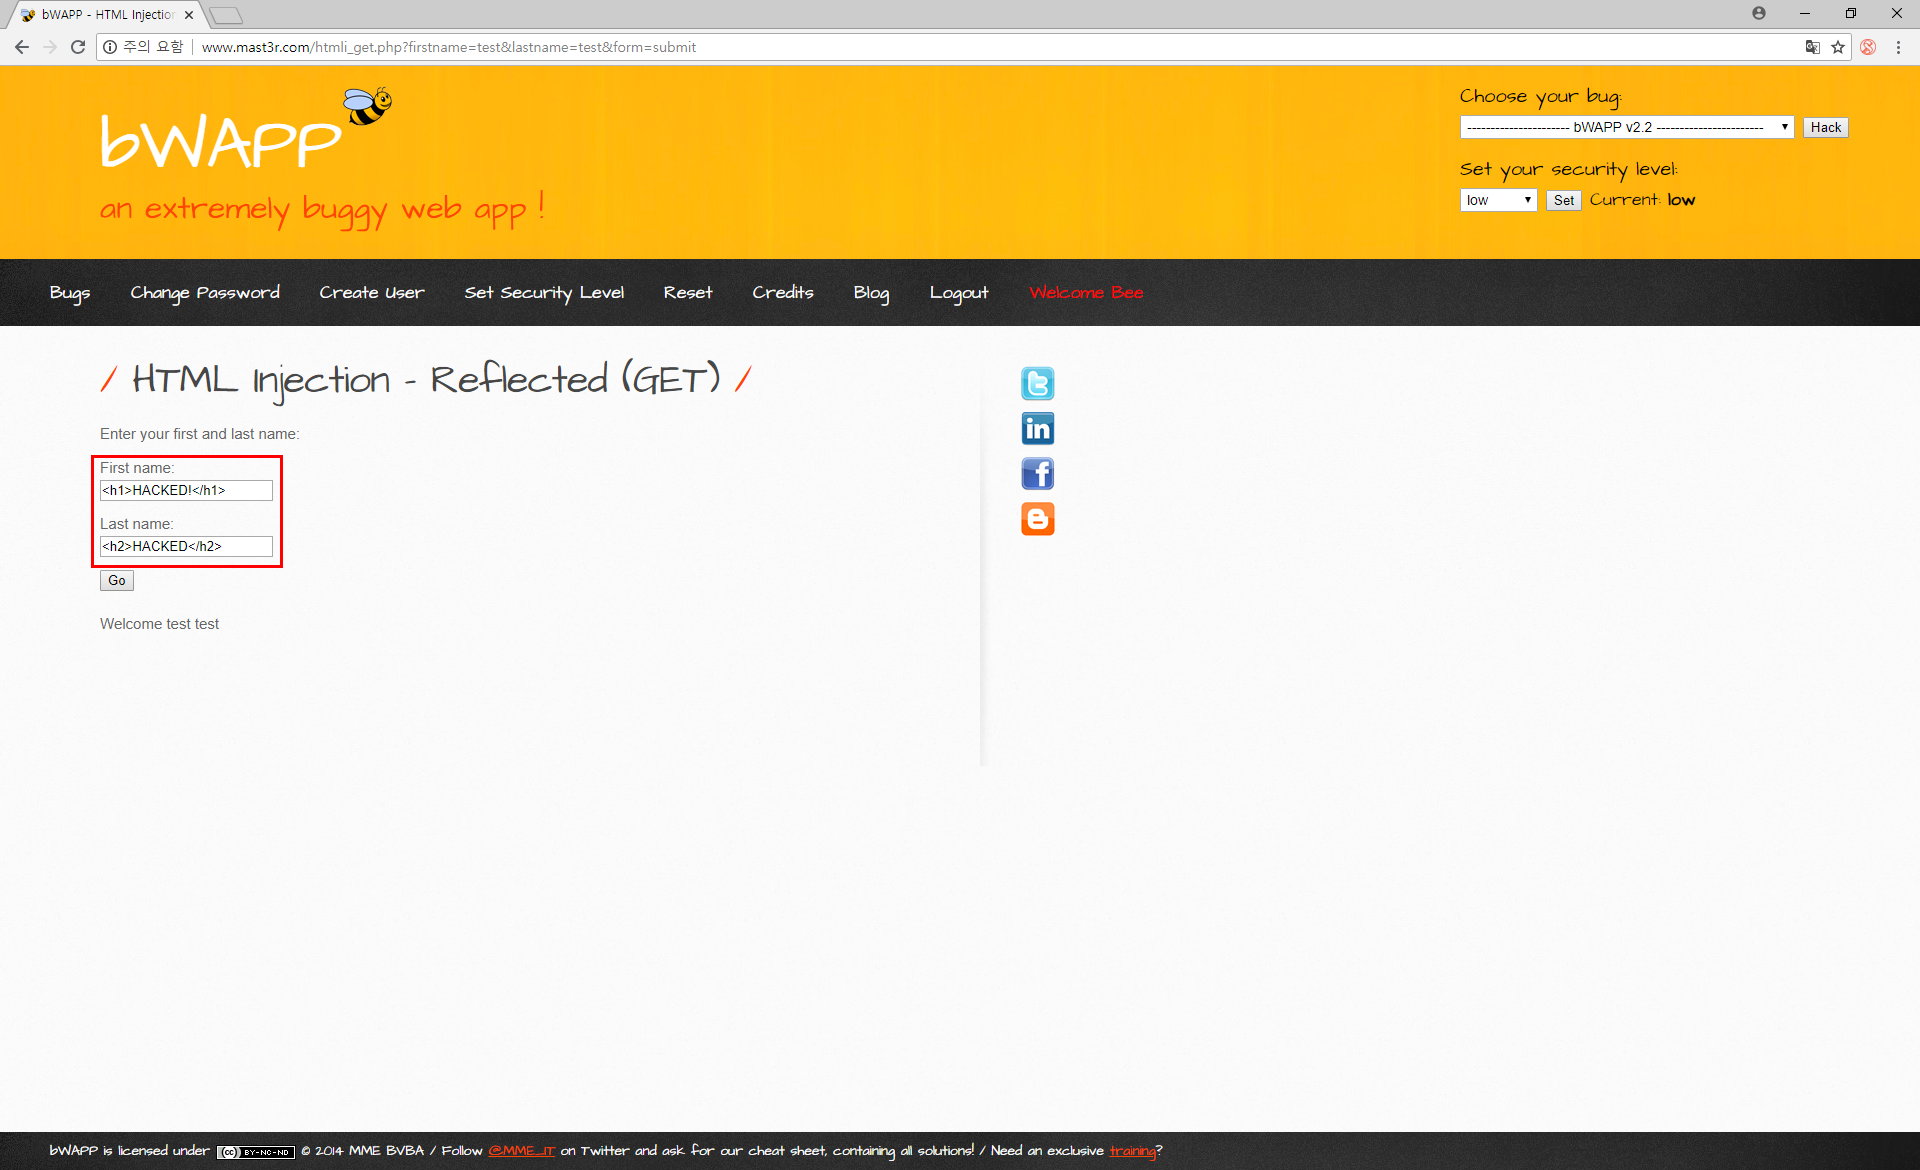 bWAPP - HTML Injection
주의 요함 www.mast3r.com/htmli_get.php?firstname=test&lastname=test&form=submit
bWAPP
an extremely buggy web app !
Choose your bug:
---------------------- bWAPP v2.2 ----------------------- Hack
Set your security level:
low Set Current: low
Bugs Change Password Create User Set Security Level Reset Credits Blog Logout Welcome Bee
/ HTML Injection - Reflected (GET) /
Enter your first and last name:
First name:
<h1>HACKED!</h1>
Last name:
<h2>HACKED</h2>
Go
Welcome test test
bWAPP is licensed under (cc) BY-NC-ND © 2014 MME BVBA / Follow @MME_IT on Twitter and ask for our cheat sheet, containing all solutions! / Need an exclusive training?